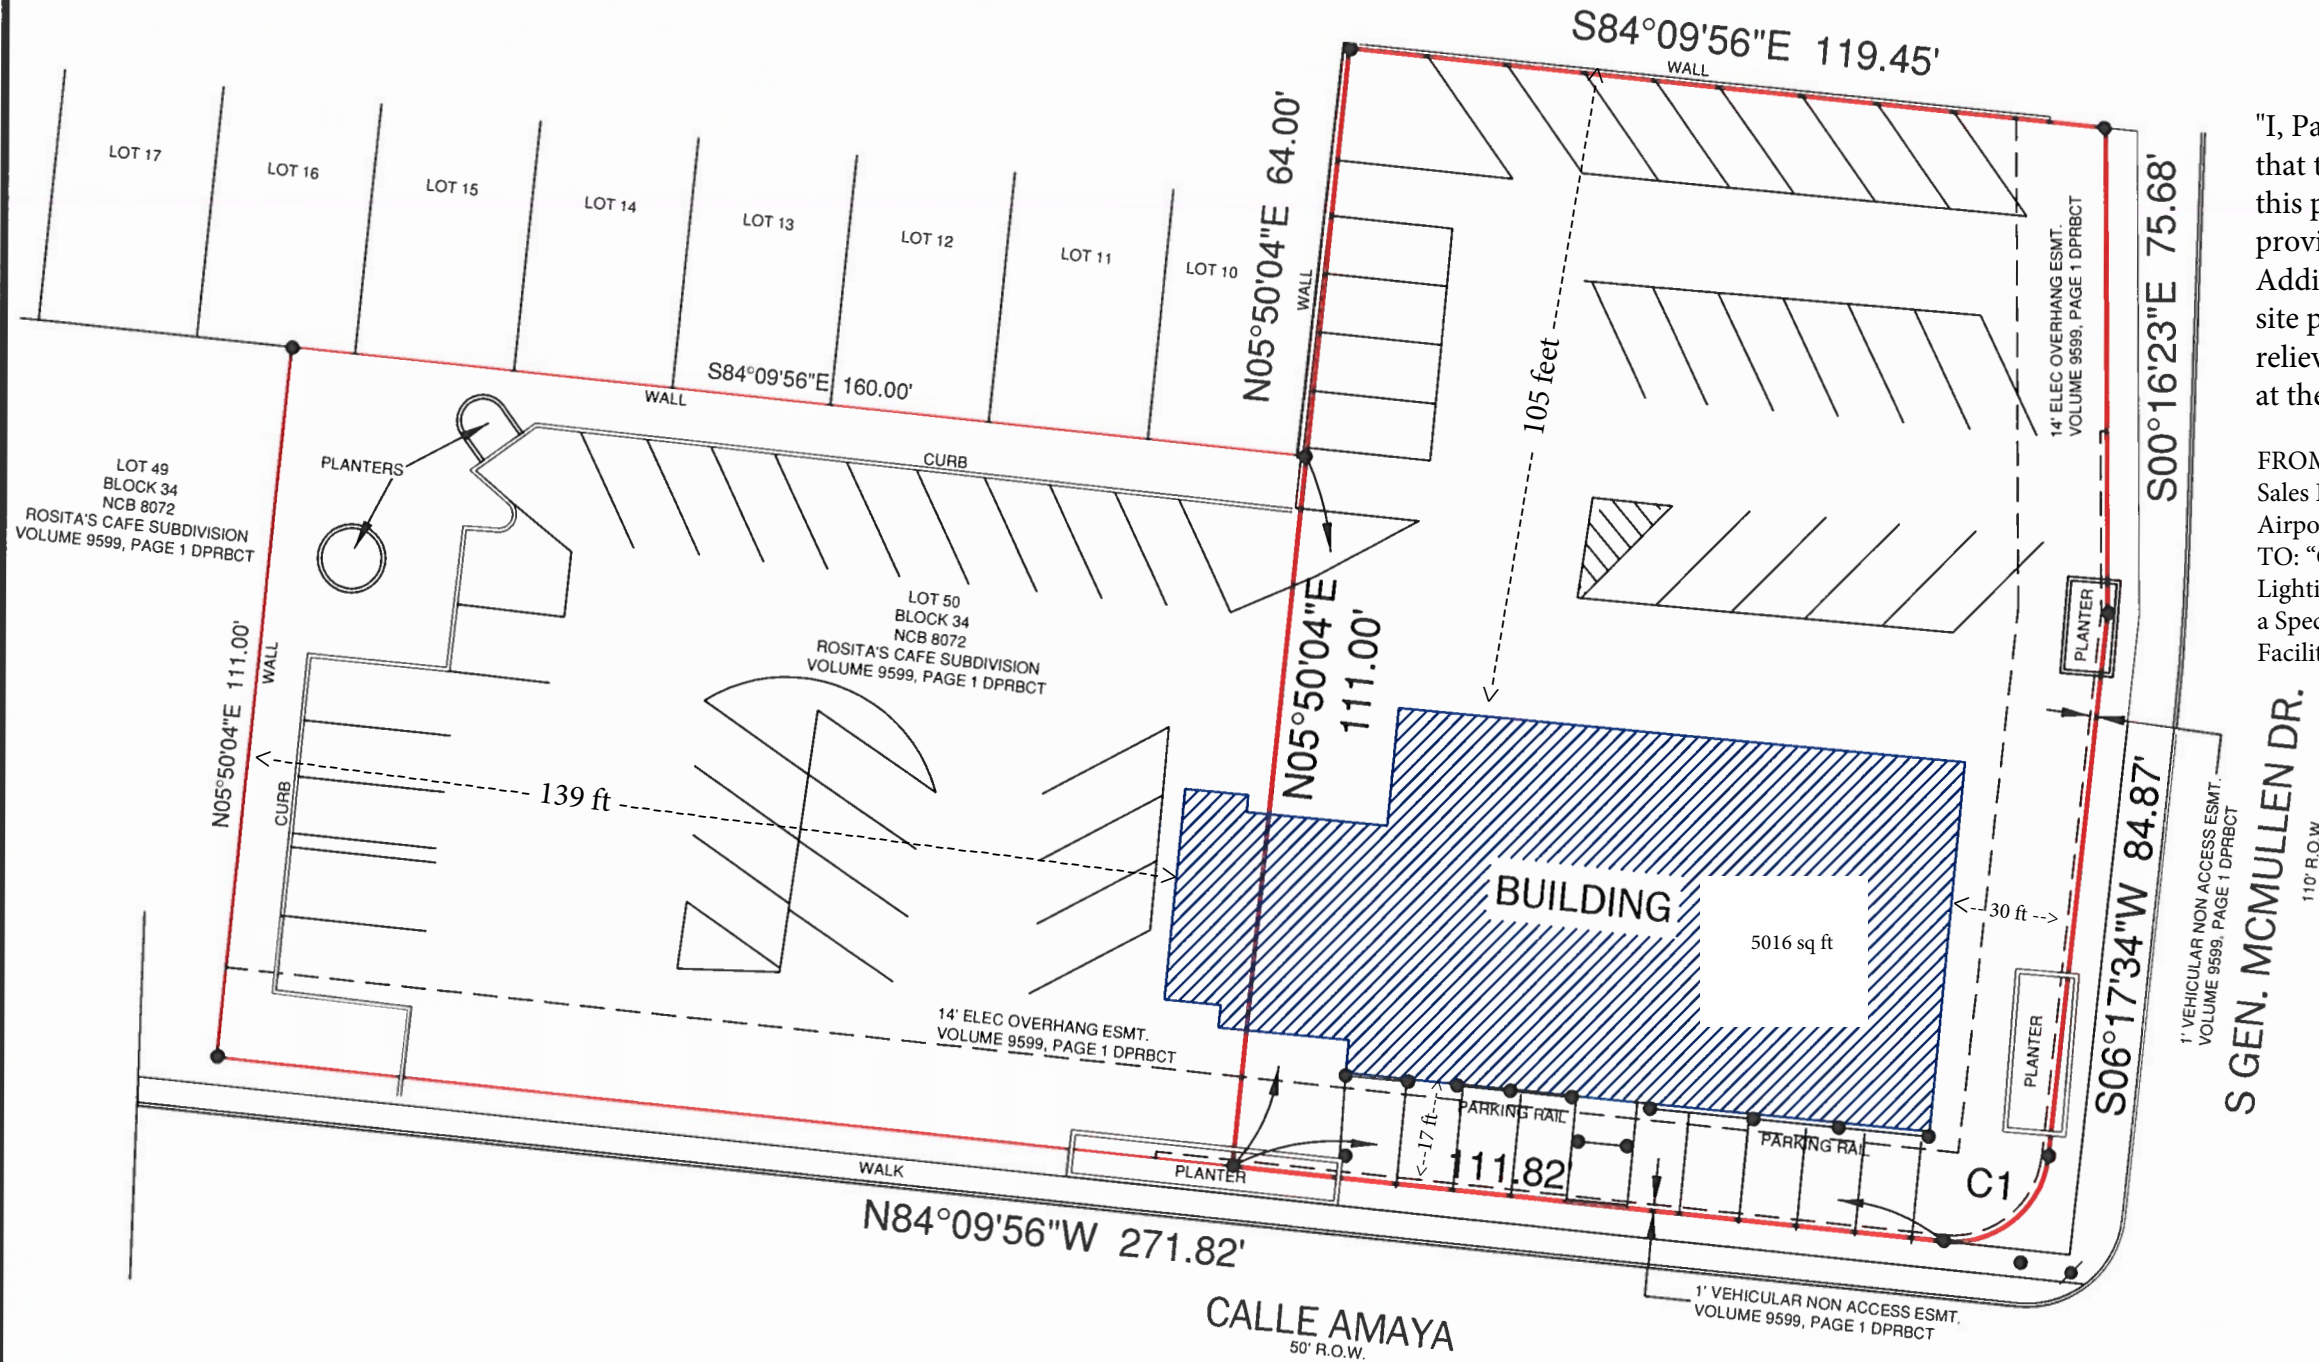 S84°09'56"E 119.45'
WALL
LOT 17
LOT 16
LOT 15
LOT 14
LOT 13
LOT 12
LOT 11
LOT 10
N05°50'04"E 64.00'
WALL
105 feet
14' ELEC OVERHANG ESMT.
VOLUME 9599, PAGE 1 DPRBCT
S00°16'23"E 75.68'
"I, Pa
that t
this p
provi
Addi
site p
reliev
at the
FROM
Sales
Airpo
TO: “
Lighti
a Spec
Facilit
S84°09'56"E 160.00'
WALL
CURB
PLANTERS
LOT 49
BLOCK 34
NCB 8072
ROSITA'S CAFE SUBDIVISION
VOLUME 9599, PAGE 1 DPRBCT
LOT 50
BLOCK 34
NCB 8072
ROSITA'S CAFE SUBDIVISION
VOLUME 9599, PAGE 1 DPRBCT
N05°50'04"E 111.00'
WALL
CURB
139 ft
N05°50'04"E
111.00'
PLANTER
BUILDING
5016 sq ft
30 ft
PLANTER
S06°17'34"W 84.87'
1' VEHICULAR NON ACCESS ESMT.
VOLUME 9599, PAGE 1 DPRBCT
S GEN. MCMULLEN DR.
110' R.O.W.
14' ELEC OVERHANG ESMT.
VOLUME 9599, PAGE 1 DPRBCT
PARKING RAIL
17 ft
PARKING RAIL
111.82'
C1
PLANTER
WALK
N84°09'56"W 271.82'
1' VEHICULAR NON ACCESS ESMT.
VOLUME 9599, PAGE 1 DPRBCT
CALLE AMAYA
50' R.O.W.